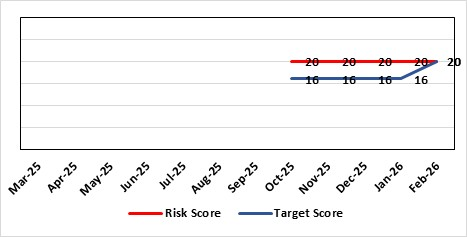 20 20 20 20 20
16 16 16 16
Mar-25 Apr-25 May-25 Jun-25 Jul-25 Aug-25 Sep-25 Oct-25 Nov-25 Dec-25 Jan-26 Feb-26
Risk Score Target Score